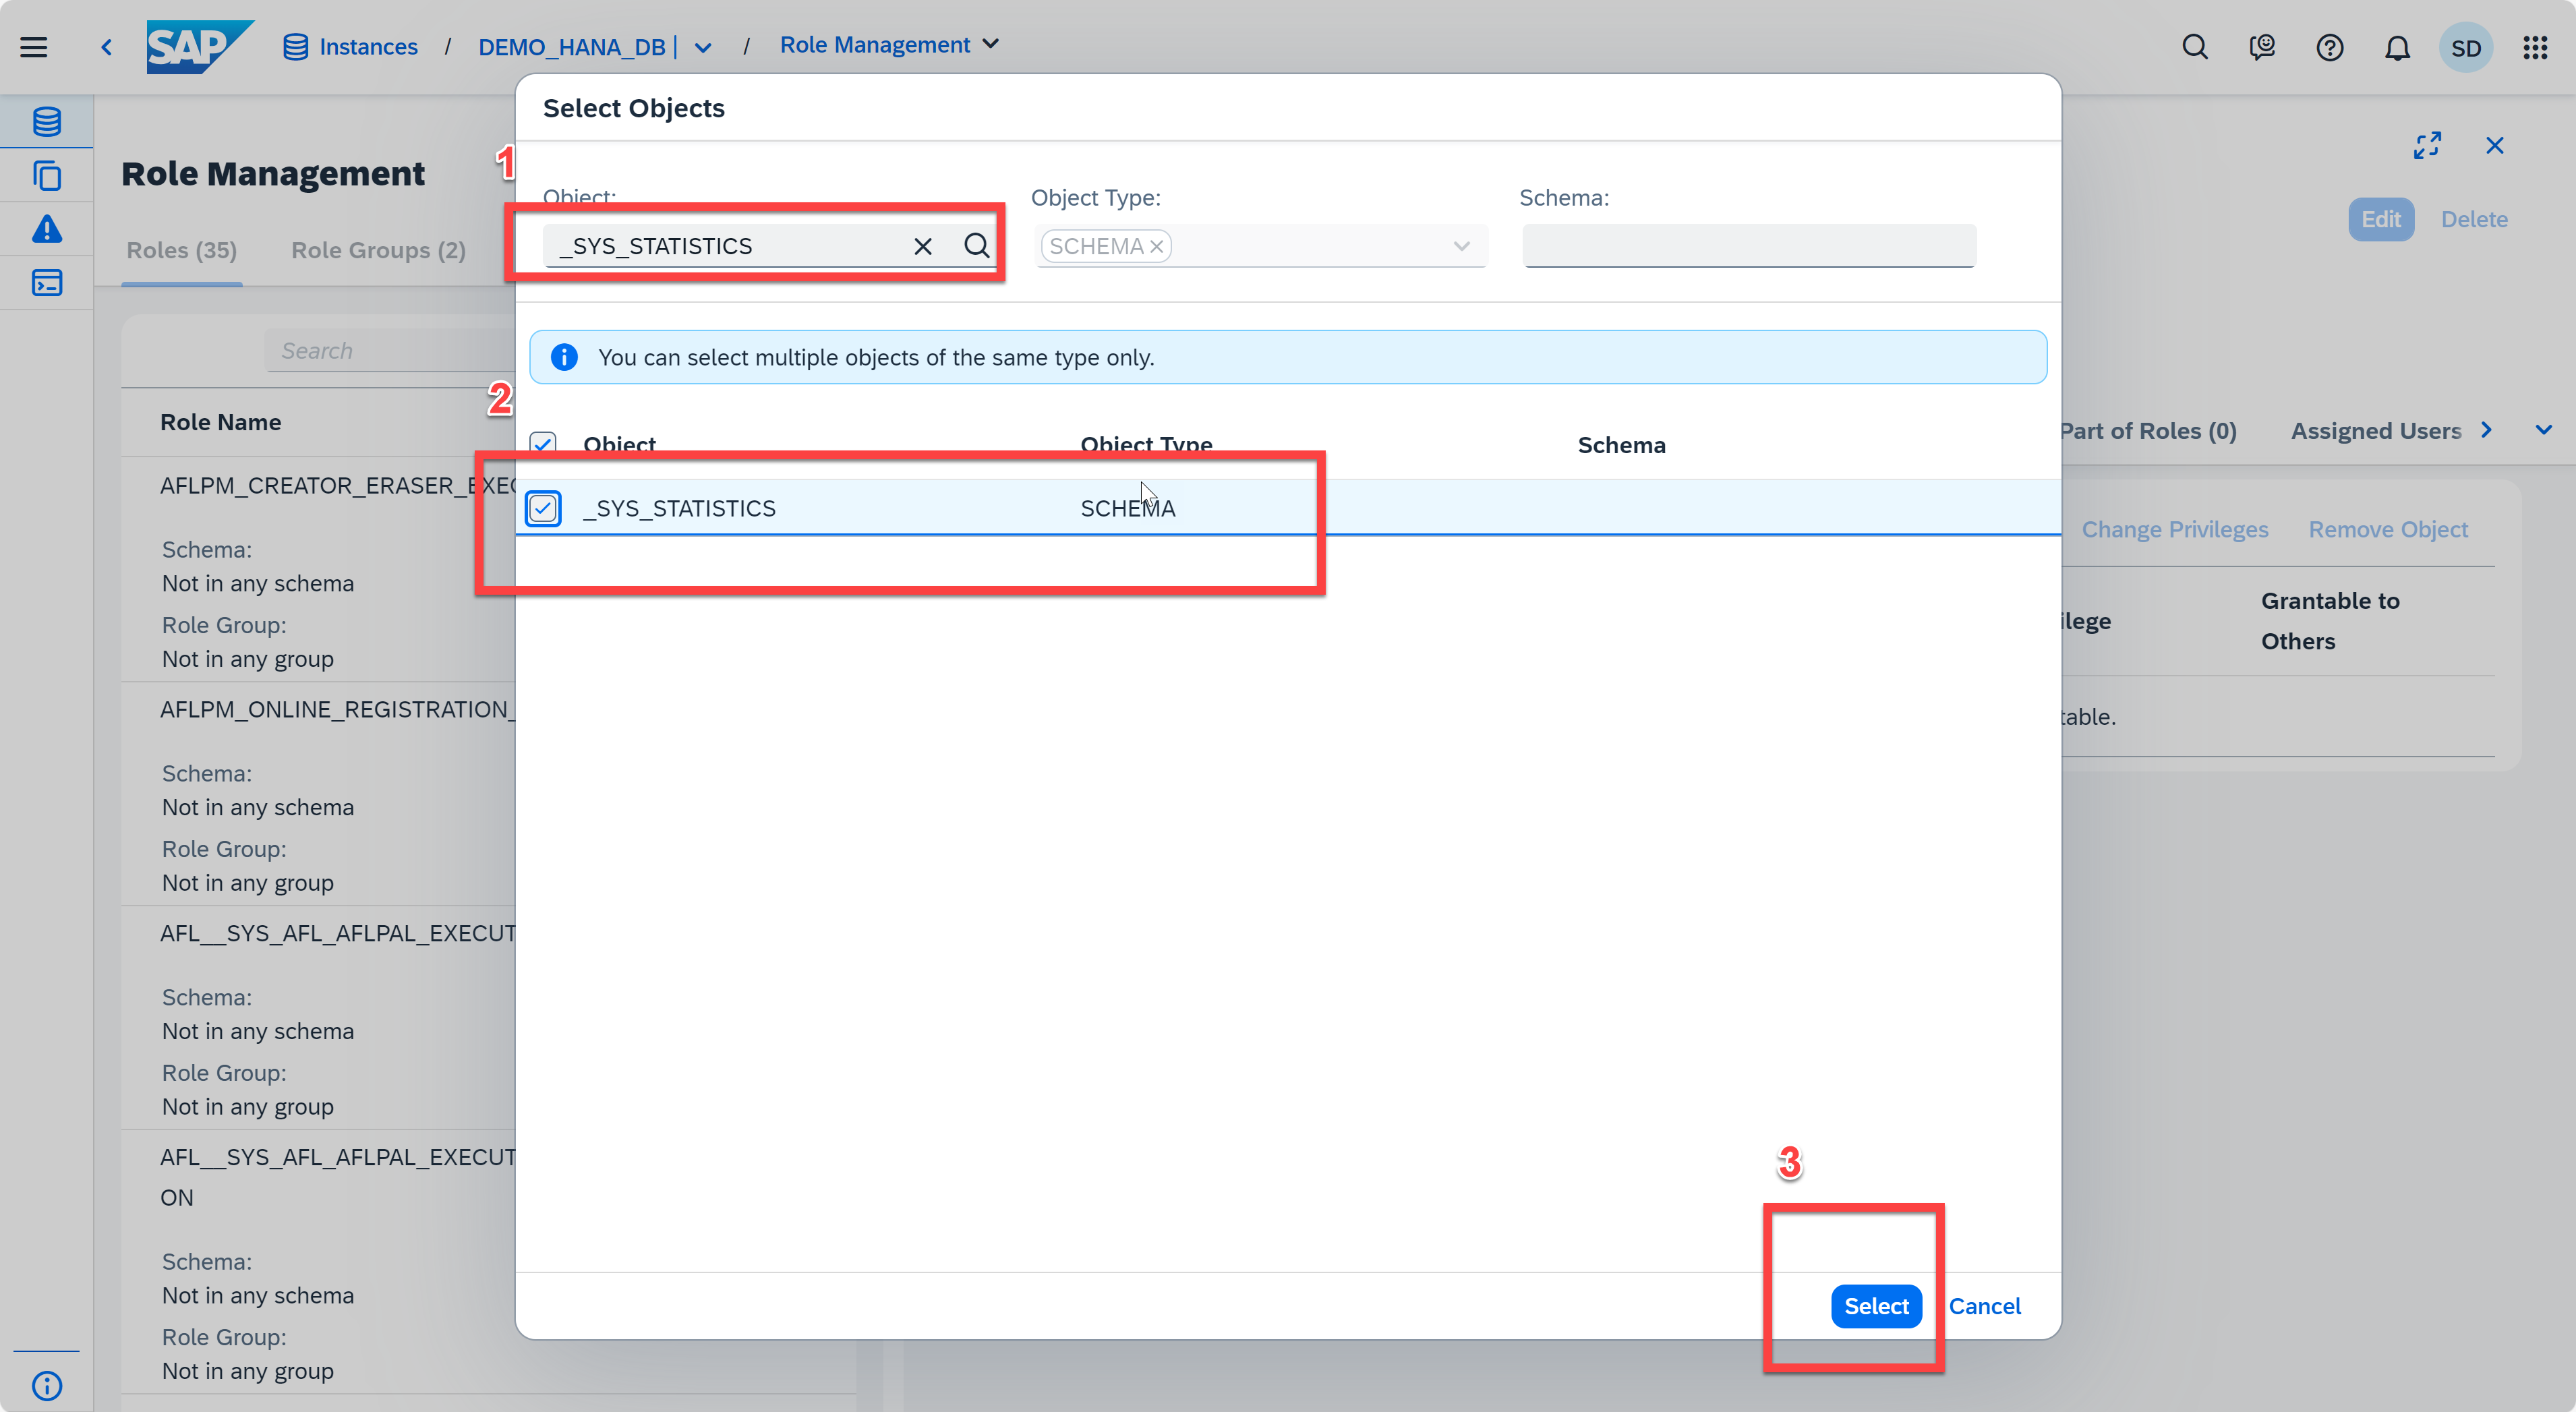 SAP
Instances / DEMO_HANA_DB | / Role Management
SD
Role Management
Roles (35) Role Groups (2)
Search
Role Name
AFLPM_CREATOR_ERASER_EXEC
Schema:
Not in any schema
Role Group:
Not in any group
AFLPM_ONLINE_REGISTRATION_
Schema:
Not in any schema
Role Group:
Not in any group
AFL__SYS_AFL_AFLPAL_EXECUT
Schema:
Not in any schema
Role Group:
Not in any group
AFL__SYS_AFL_AFLPAL_EXECUT
ON
Schema:
Not in any schema
Role Group:
Not in any group
Select Objects
1
Object: Object Type: Schema:
_SYS_STATISTICS SCHEMA
You can select multiple objects of the same type only.
2
Object Object Type Schema
_SYS_STATISTICS SCHEMA
3
Select Cancel
Edit Delete
Part of Roles (0) Assigned Users
Change Privileges Remove Object
ilege
Grantable to
Others
table.